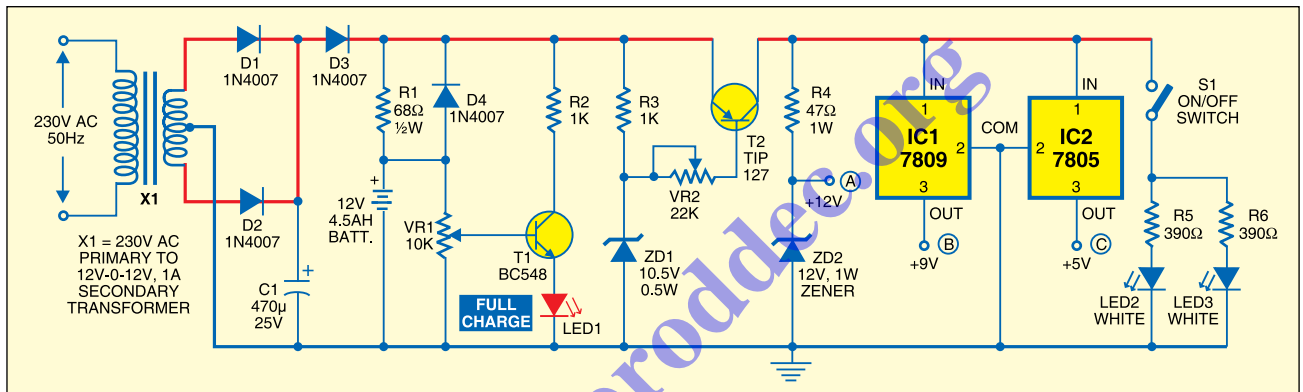 230V AC
50Hz
X1
X1 = 230V AC
PRIMARY TO
12V-0-12V, 1A
SECONDARY
TRANSFORMER
D1
1N4007
D2
1N4007
C1
470µ
25V
+
D3
1N4007
R1
68Ω
½W
D4
1N4007
+
12V
4.5AH
BATT.
VR1
10K
R2
1K
T1
BC548
FULL
CHARGE
LED1
R3
1K
VR2
22K
ZD1
10.5V
0.5W
T2
TIP
127
R4
47Ω
1W
A
+12V
ZD2
12V, 1W
ZENER
IN
1
IC1
7809
2
3
OUT
B
+9V
COM
IN
1
IC2
7805
2
3
OUT
C
+5V
S1
ON/OFF
SWITCH
R5
390Ω
R6
390Ω
LED2
WHITE
LED3
WHITE
eroddec.org